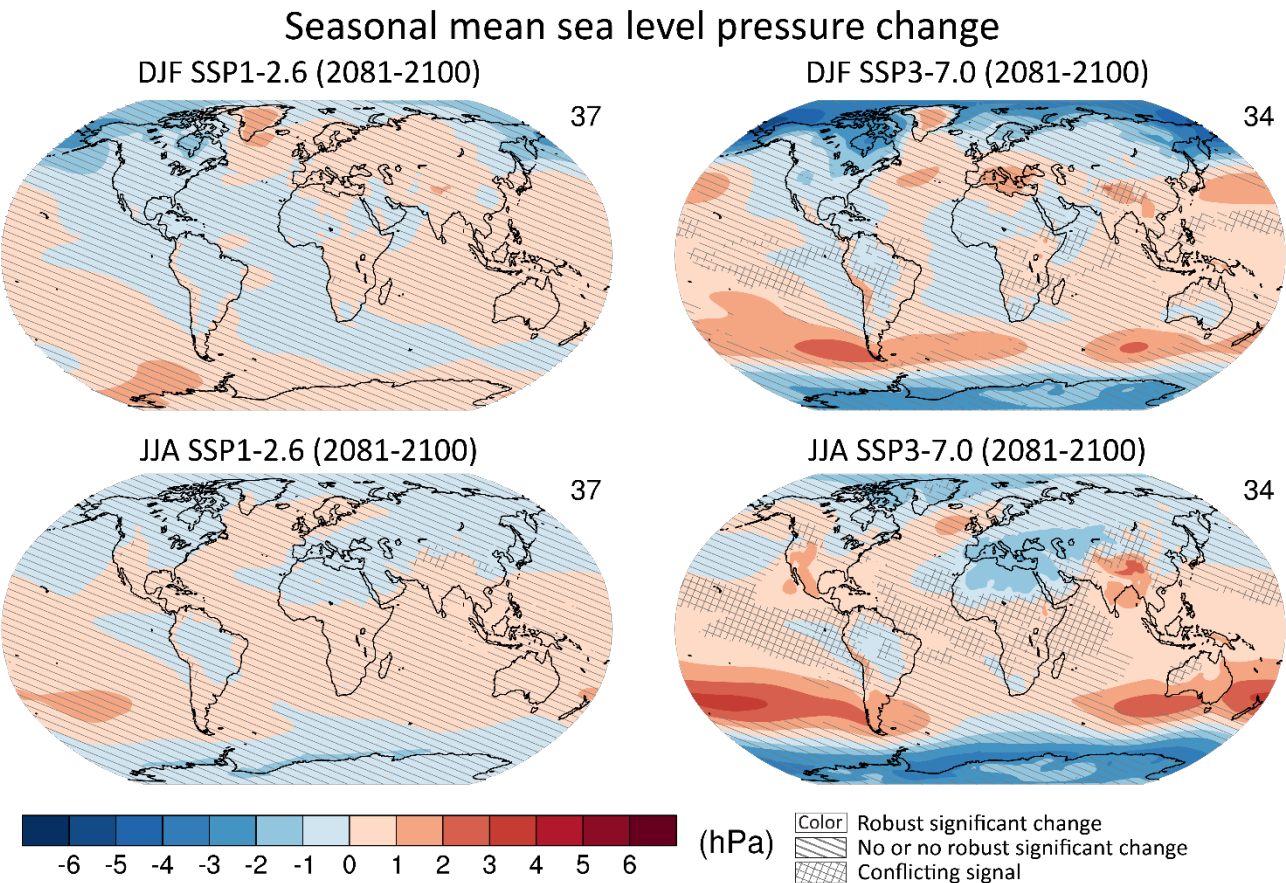 Seasonal mean sea level pressure change
DJF SSP1-2.6 (2081-2100)
37
DJF SSP3-7.0 (2081-2100)
34
JJA SSP1-2.6 (2081-2100)
37
JJA SSP3-7.0 (2081-2100)
34
-6 -5 -4 -3 -2 -1 0 1 2 3 4 5 6
(hPa)
Color Robust significant change
No or no robust significant change
Conflicting signal